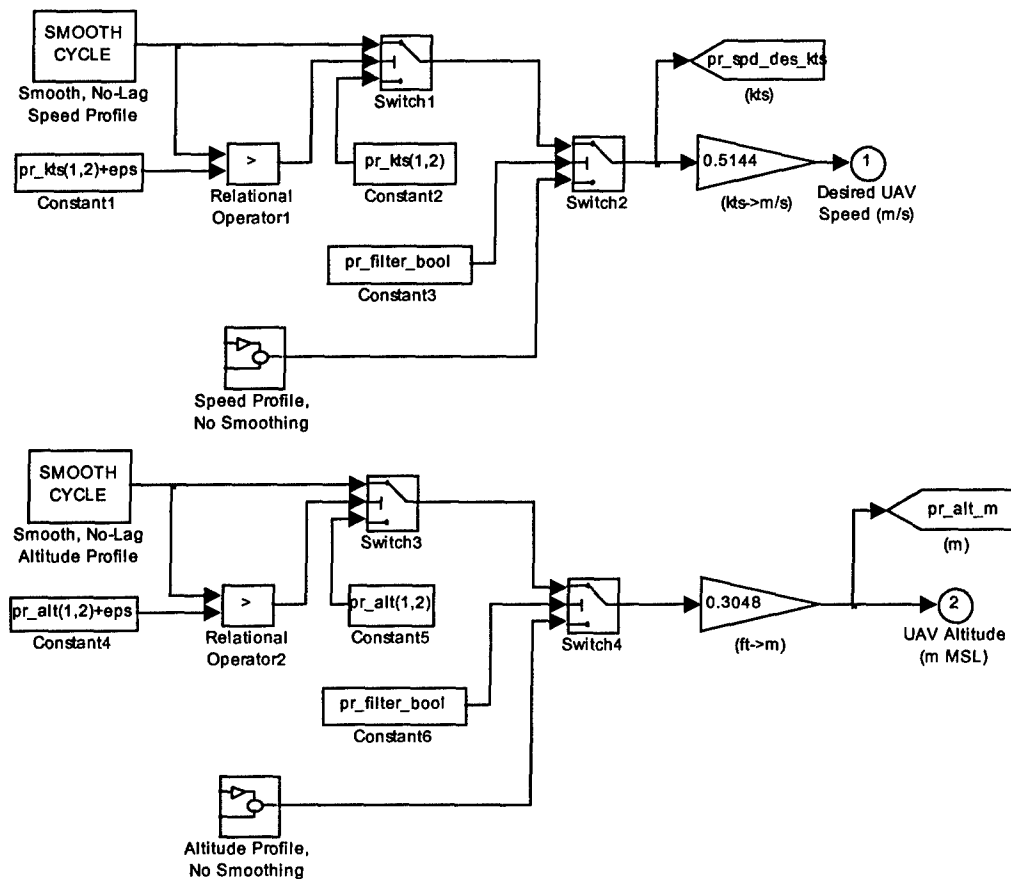 SMOOTH
CYCLE
Smooth, No-Lag
Speed Profile
pr_kts(1,2)+eps
Constant1
>
Relational
Operator1
Switch1
pr_kts(1,2)
Constant2
pr_filter_bool
Constant3
Speed Profile,
No Smoothing
Switch2
pr_spd_des_kts
(kts)
0.5144
(kts->m/s)
1
Desired UAV
Speed (m/s)
SMOOTH
CYCLE
Smooth, No-Lag
Altitude Profile
pr_alt(1,2)+eps
Constant4
>
Relational
Operator2
Switch3
pr_alt(1,2)
Constant5
pr_filter_bool
Constant6
Altitude Profile,
No Smoothing
Switch4
0.3048
(ft->m)
pr_alt_m
(m)
2
UAV Altitude
(m MSL)